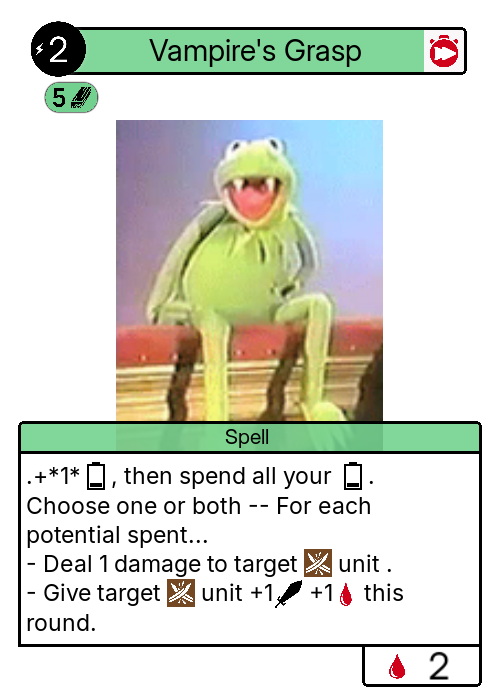 2
Vampire's Grasp
5
Spell
.+*1* , then spend all your .
Choose one or both -- For each
potential spent...
- Deal 1 damage to target unit .
- Give target unit +1 +1 this
round.
2